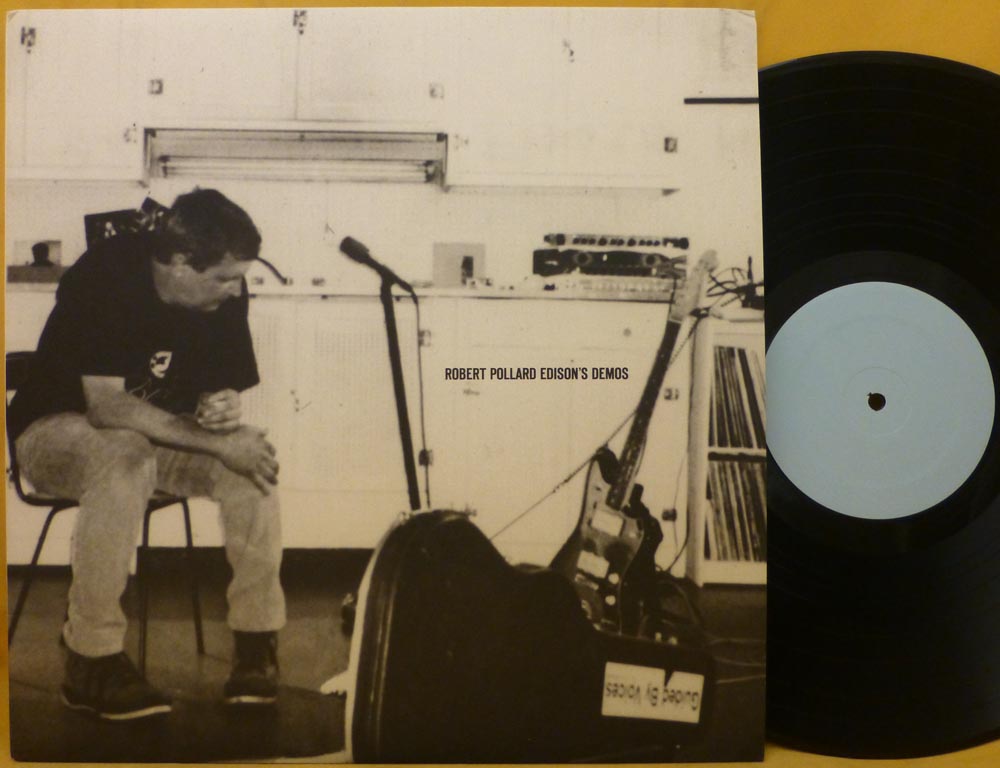 ROBERT POLLARD EDISON'S DEMOS
Guided By Voices